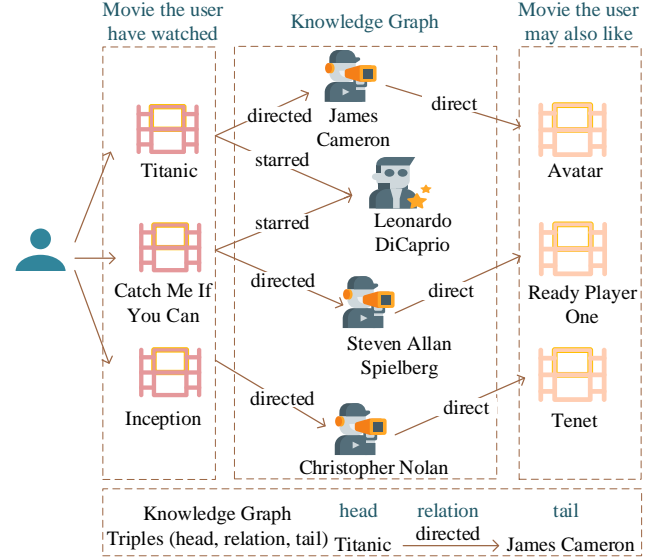 Movie the user
have watched
Knowledge Graph
Movie the user
may also like
directed
James
Cameron
direct
Titanic
starred
Avatar
starred
Leonardo
DiCaprio
Catch Me If
You Can
directed
direct
Ready Player
One
Steven Allan
Spielberg
Inception
directed
direct
Tenet
Christopher Nolan
Knowledge Graph
Triples (head, relation, tail)
head
relation
tail
Titanic
directed
James Cameron